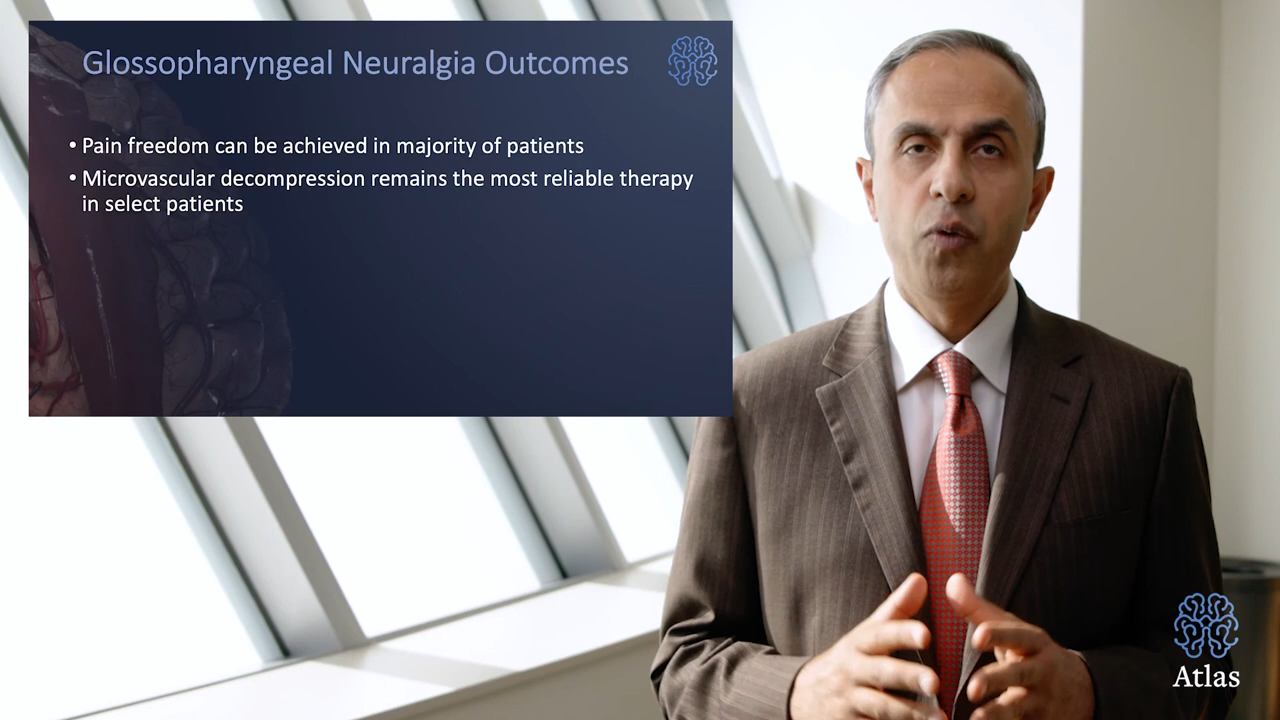 Glossopharyngeal Neuralgia Outcomes
• Pain freedom can be achieved in majority of patients
• Microvascular decompression remains the most reliable therapy
in select patients
Atlas